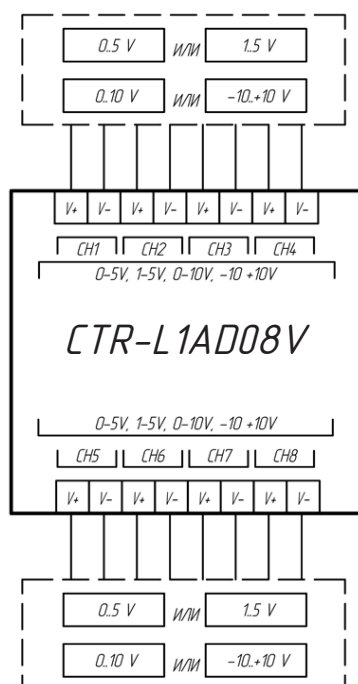 0..5 V ИЛИ 1..5 V
0..10 V ИЛИ -10..+10 V
V+ V- V+ V- V+ V- V+ V-
CH1 CH2 CH3 CH4
0-5V, 1-5V, 0-10V, -10 +10V
CTR-L1AD08V
0-5V, 1-5V, 0-10V, -10 +10V
CH5 CH6 CH7 CH8
V+ V- V+ V- V+ V- V+ V-
0..5 V ИЛИ 1..5 V
0..10 V ИЛИ -10..+10 V